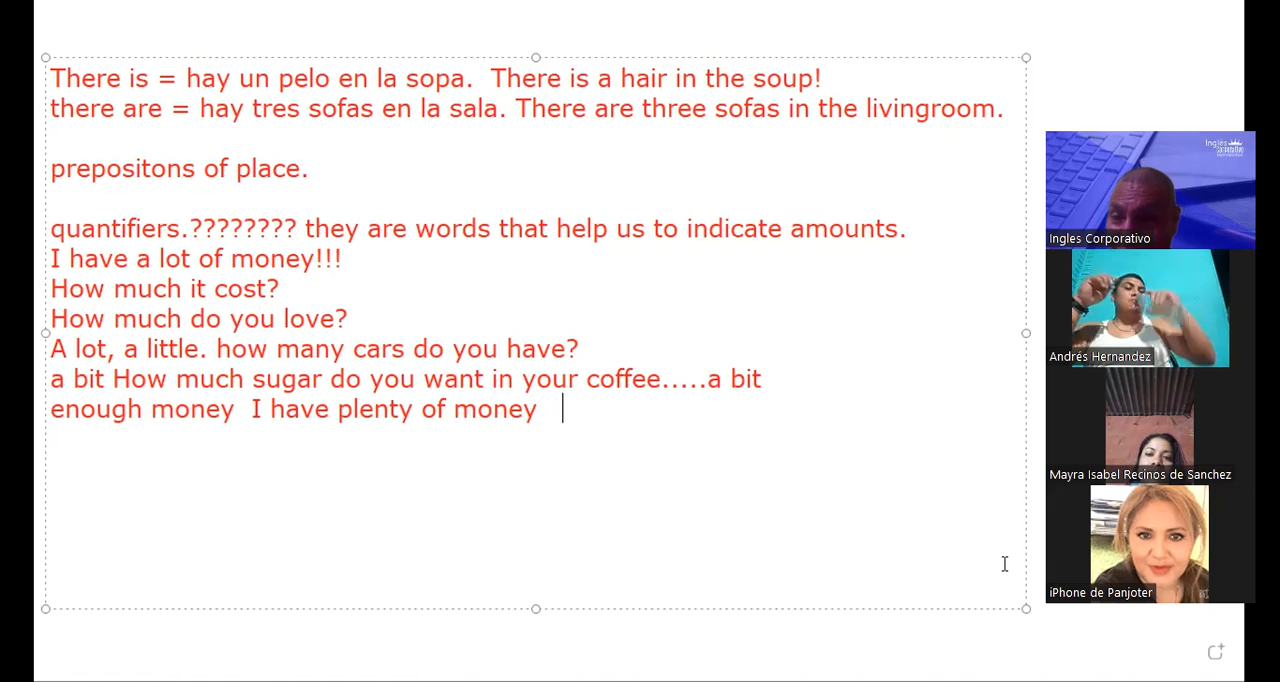 There is = hay un pelo en la sopa.  There is a hair in the soup!
there are = hay tres sofas en la sala. There are three sofas in the livingroom.
prepositons of place.
quantifiers.???????? they are words that help us to indicate amounts.
I have a lot of money!!!
How much it cost?
How much do you love?
A lot, a little. how many cars do you have?
a bit How much sugar do you want in your coffee.....a bit
enough money  I have plenty of money
Ingles
Corporativo
Ingles Corporativo
Andrés Hernandez
Mayra Isabel Recinos de Sanchez
iPhone de Panjoter